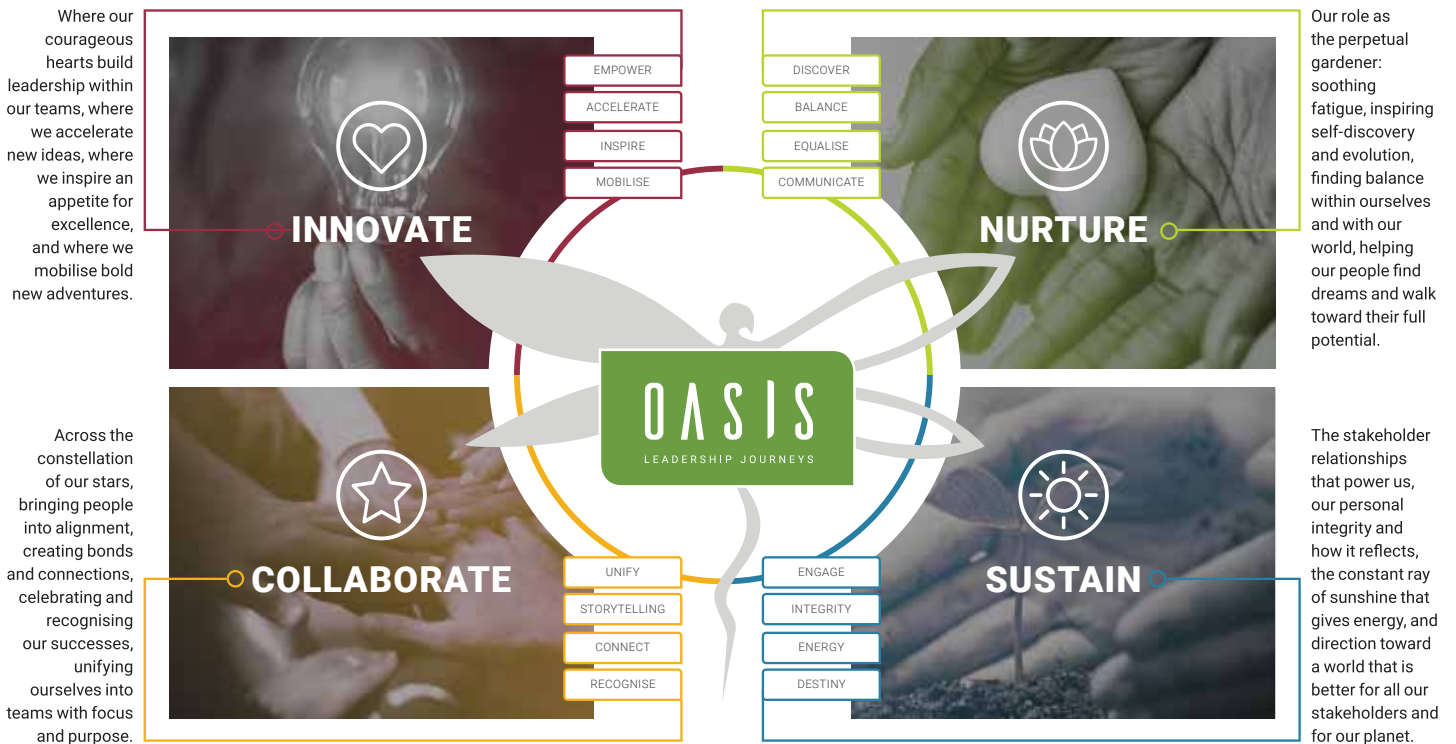 Where our
courageous
hearts build
leadership within
our teams, where
we accelerate
new ideas, where
we inspire an
appetite for
excellence,
and where we
mobilise bold
new adventures.
INNOVATE
EMPOWER
ACCELERATE
INSPIRE
MOBILISE
DISCOVER
BALANCE
EQUALISE
COMMUNICATE
NURTURE
Our role as
the perpetual
gardener:
soothing
fatigue, inspiring
self-discovery
and evolution,
finding balance
within ourselves
and with our
world, helping
our people find
dreams and walk
toward their full
potential.
OASIS
LEADERSHIP JOURNEYS
Across the
constellation
of our stars,
bringing people
into alignment,
creating bonds
and connections,
celebrating and
recognising
our successes,
unifying
ourselves into
teams with focus
and purpose.
COLLABORATE
UNIFY
STORYTELLING
CONNECT
RECOGNISE
ENGAGE
INTEGRITY
ENERGY
DESTINY
SUSTAIN
The stakeholder
relationships
that power us,
our personal
integrity and
how it reflects,
the constant ray
of sunshine that
gives energy, and
direction toward
a world that is
better for all our
stakeholders and
for our planet.